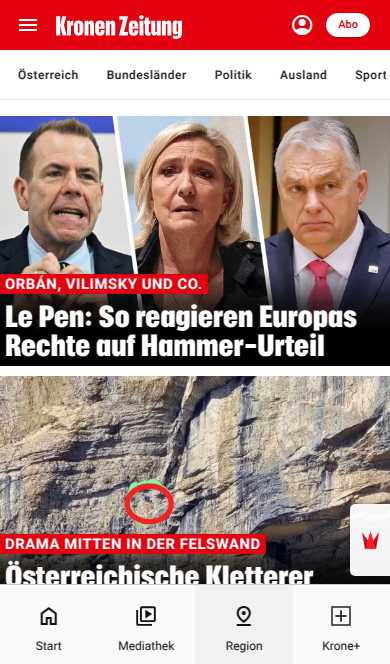 Kronen Zeitung
Abo
Österreich Bundesländer Politik Ausland Sport
ORBÁN, VILIMSKY UND CO.
Le Pen: So reagieren Europas
Rechte auf Hammer-Urteil
DRAMA MITTEN IN DER FELSWAND
Österreichische Kletterer
Start Mediathek Region Krone+